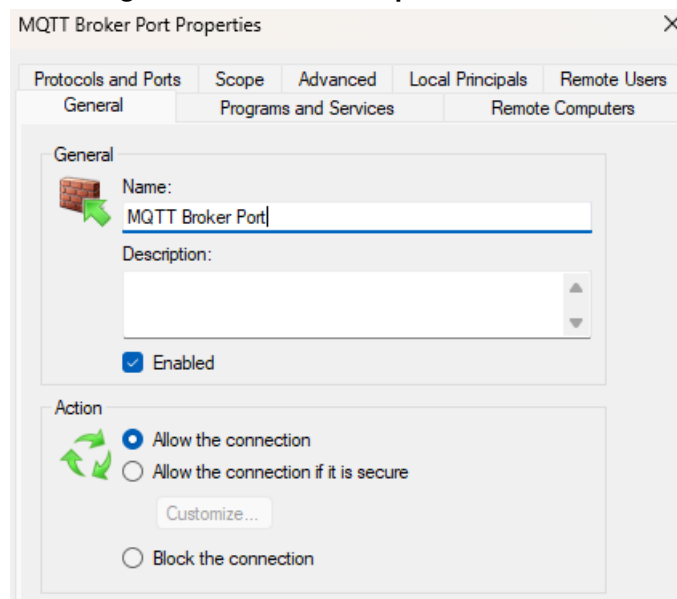 MQTT Broker Port Properties
Protocols and Ports Scope Advanced Local Principals Remote Users
General Programs and Services Remote Computers
General
Name:
MQTT Broker Port
Description:
Enabled
Action
Allow the connection
Allow the connection if it is secure
Customize...
Block the connection